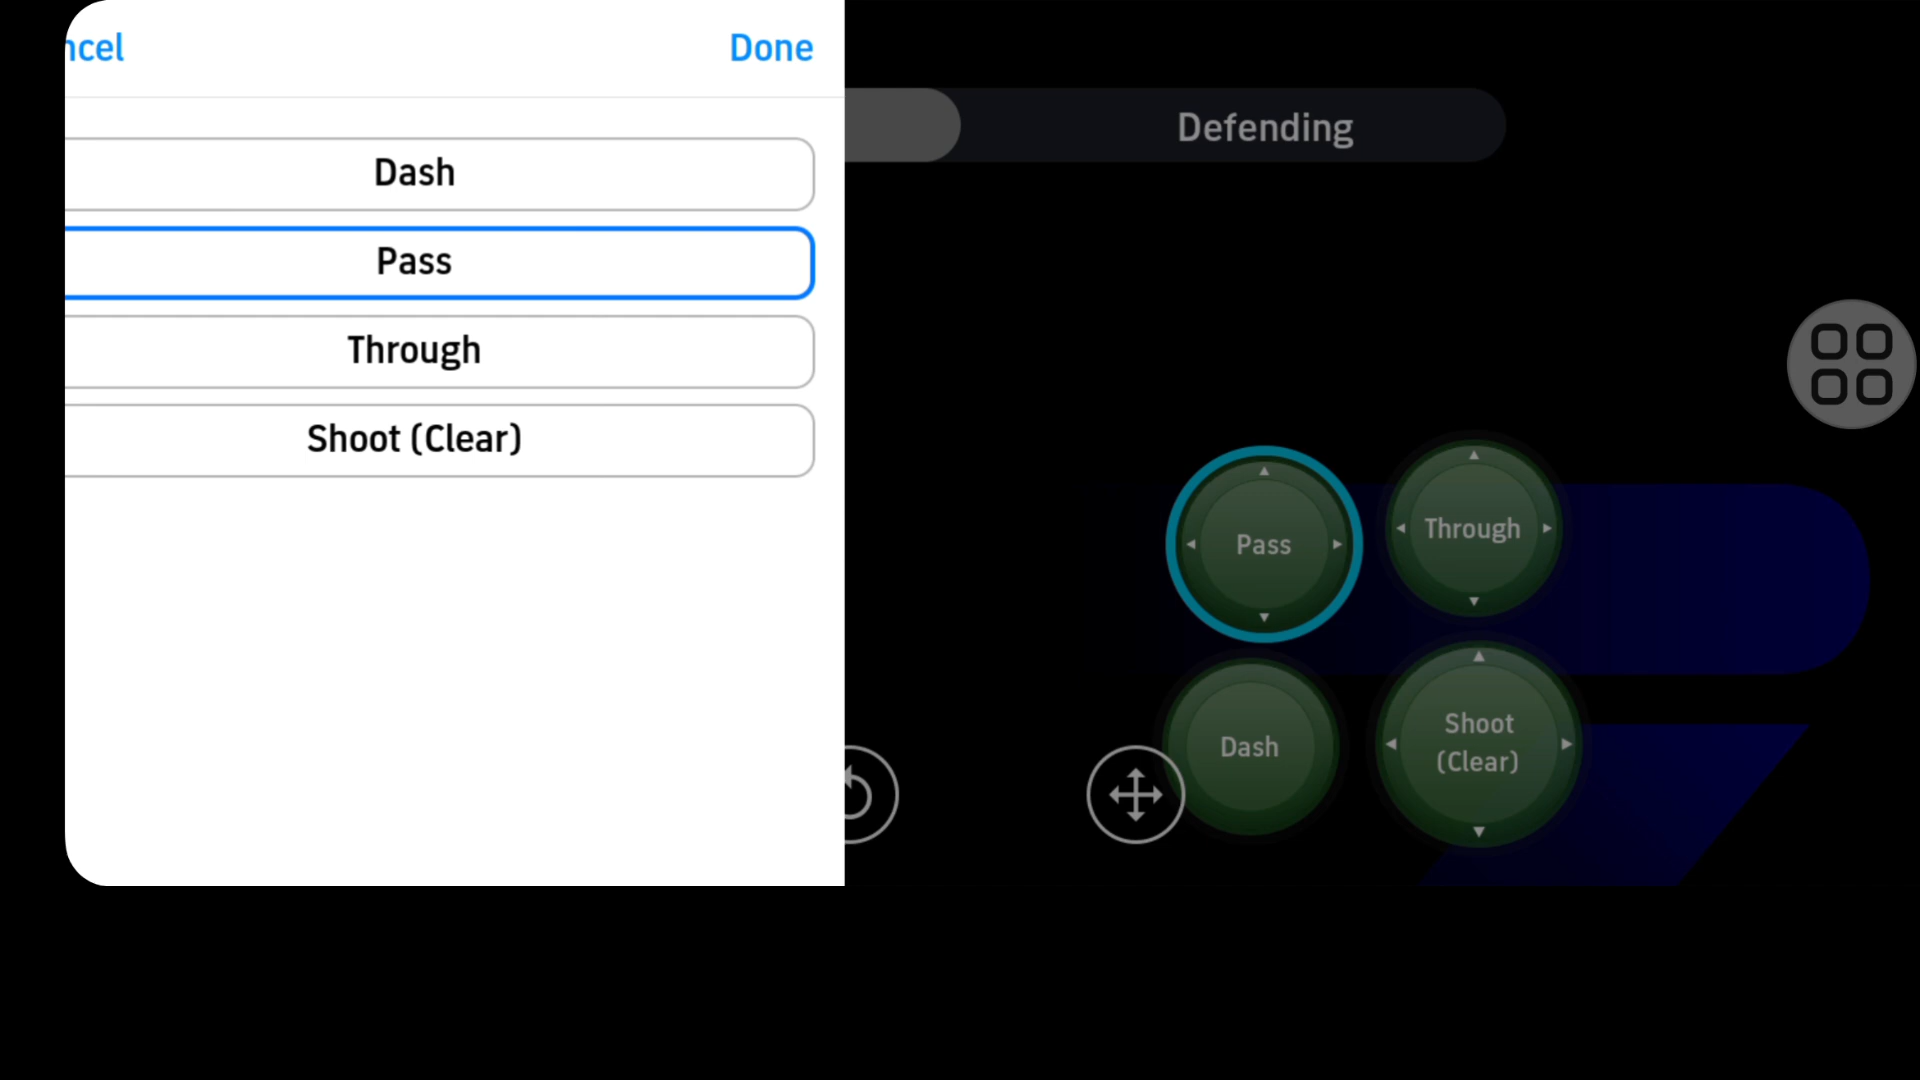 ncel
Done
Dash
Pass
Through
Shoot (Clear)
Defending
Pass
Through
Dash
Shoot
(Clear)